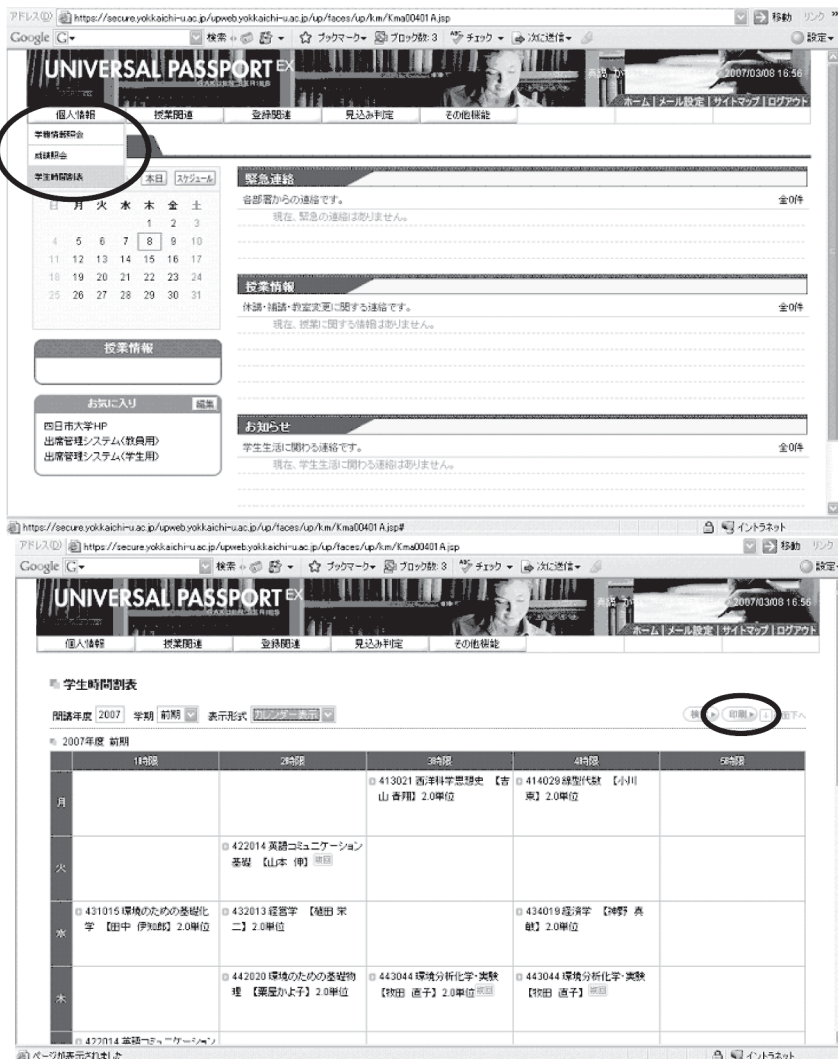 アドレス(D) https://secure.yokkaichi-u.ac.jp/upweb.yokkaichi-u.ac.jp/up/faces/up/km/Kma00401A.jsp 移動 リンク »
Google G 検索 ブックマーク ブロック数: 3 チェック 次に送信 設定
UNIVERSAL PASSPORT EX
GAKUEN SERIES
2007/03/08 16:56
ホーム | メール設定 | サイトマップ | ログアウト
個人情報 授業関連 登録関連 見込み判定 その他機能
学籍情報照会
成績照会
学生時間割表
本日 スケジュール
日 月 火 水 木 金 土
1 2 3
4 5 6 7 8 9 10
11 12 13 14 15 16 17
18 19 20 21 22 23 24
25 26 27 28 29 30 31
授業情報
お気に入り 編集
四日市大学HP
出席管理システム(教員用)
出席管理システム(学生用)
緊急連絡
各部署からの連絡です。 全0件
現在、緊急の連絡はありません。
授業情報
休講・補講・教室変更に関する連絡です。 全0件
現在、授業に関する情報はありません。
お知らせ
学生生活に関わる連絡です。 全0件
現在、学生生活に関わる連絡はありません。
https://secure.yokkaichi-u.ac.jp/upweb.yokkaichi-u.ac.jp/up/faces/up/km/Kma00401A.jsp# イントラネット
アドレス(D) https://secure.yokkaichi-u.ac.jp/upweb.yokkaichi-u.ac.jp/up/faces/up/km/Kma00401A.jsp 移動 リンク
Google G 検索 ブックマーク ブロック数: 3 チェック 次に送信 設定
UNIVERSAL PASSPORT EX
GAKUEN SERIES
2007/03/08 16:56
ホーム | メール設定 | サイトマップ | ログアウト
個人情報 授業関連 登録関連 見込み判定 その他機能
学生時間割表
開講年度 2007 学期 前期 表示形式 カレンダー表示 印刷 面下へ
2007年度 前期
1時限 2時限 3時限 4時限 5時限
月
413021 西洋科学思想史 【吉
山 香翔】2.0単位
414029 線型代数 【小川
束】2.0単位
火
422014 英語コミュニケーション
基礎 【山本 伸】
水
431015 環境のための基礎化
学 【田中 伊知郎】2.0単位
432013 経営学 【植田 栄
二】2.0単位
434019 経済学 【神野 真
敏】2.0単位
木
442020 環境のための基礎物
理 【粟屋かよ子】2.0単位
443044 環境分析化学・実験
【牧田 直子】2.0単位
443044 環境分析化学・実験
【牧田 直子】
422014 英語コミュニケーション
ページが表示されました イントラネット